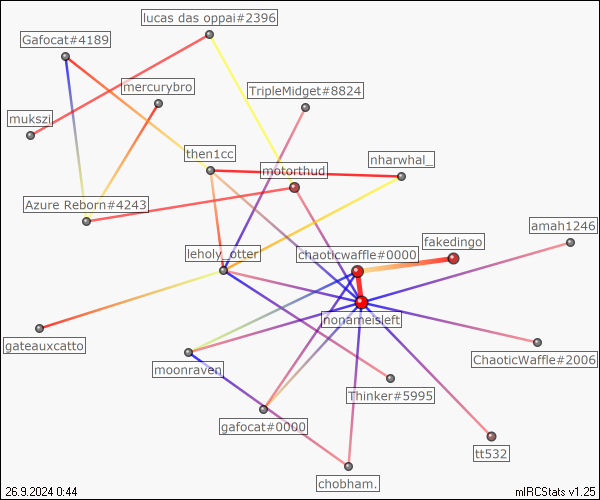 lucas das oppai#2396
Gafocat#4189
mercurybro
TripleMidget#8824
mukszi
then1cc
nharwhal_
motorthud
Azure Reborn#4243
amah1246
fakedingo
leholy_otter
chaoticwaffle#0000
nonameisleft
gateauxcatto
ChaoticWaffle#2006
moonraven
Thinker#5995
gafocat#0000
tt532
chobham.
26.9.2024 0:44
mIRCStats v1.25